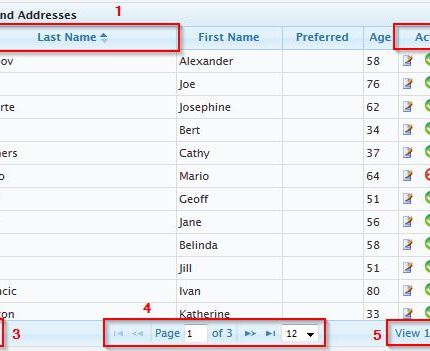 nd Addresses 1
Last Name First Name Preferred Age Ac
ov Alexander 58
Joe 76
rte Josephine 62
Bert 34
ners Cathy 37
o Mario 64
Geoff 51
Jane 56
Belinda 58
Jill 51
ncic Ivan 80
on Katherine 33
3 4 Page 1 of 3 12 5 View 1